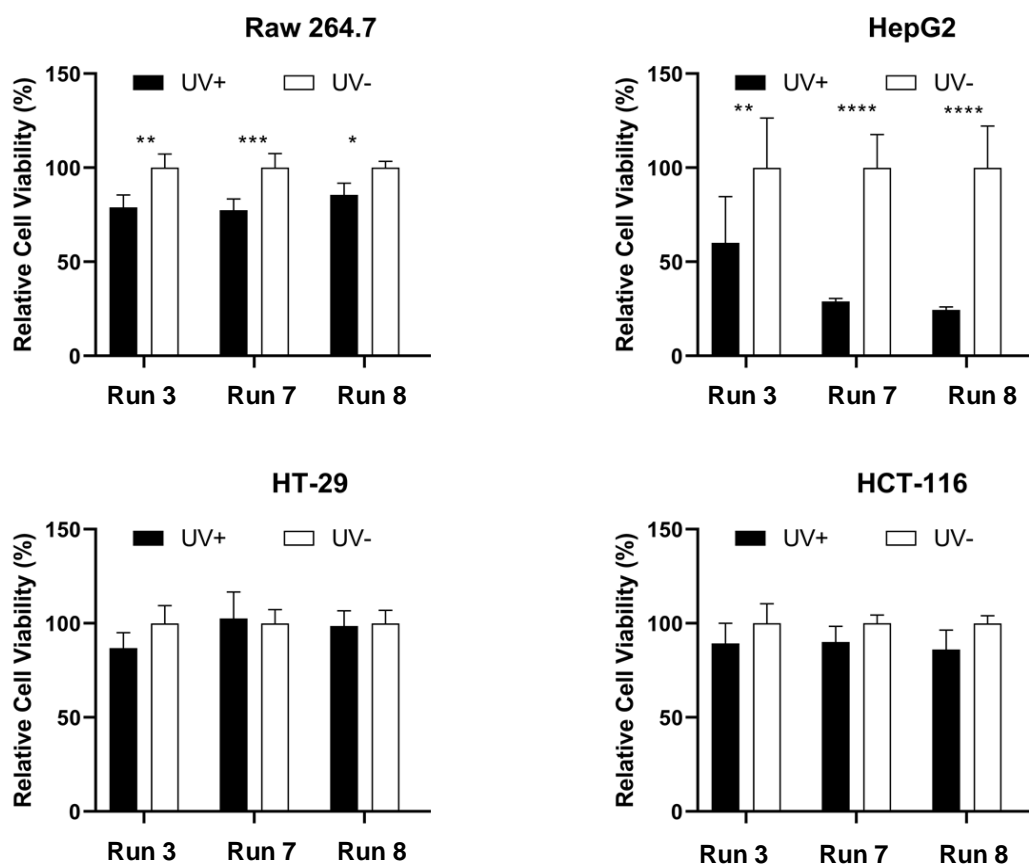 Raw 264.7
Relative Cell Viability (%)
150
100
50
0
UV+ UV-
** *** *
Run 3 Run 7 Run 8
HepG2
Relative Cell Viability (%)
150
100
50
0
UV+ UV-
** **** ****
Run 3 Run 7 Run 8
HT-29
Relative Cell Viability (%)
150
100
50
0
UV+ UV-
Run 3 Run 7 Run 8
HCT-116
Relative Cell Viability (%)
150
100
50
0
UV+ UV-
Run 3 Run 7 Run 8